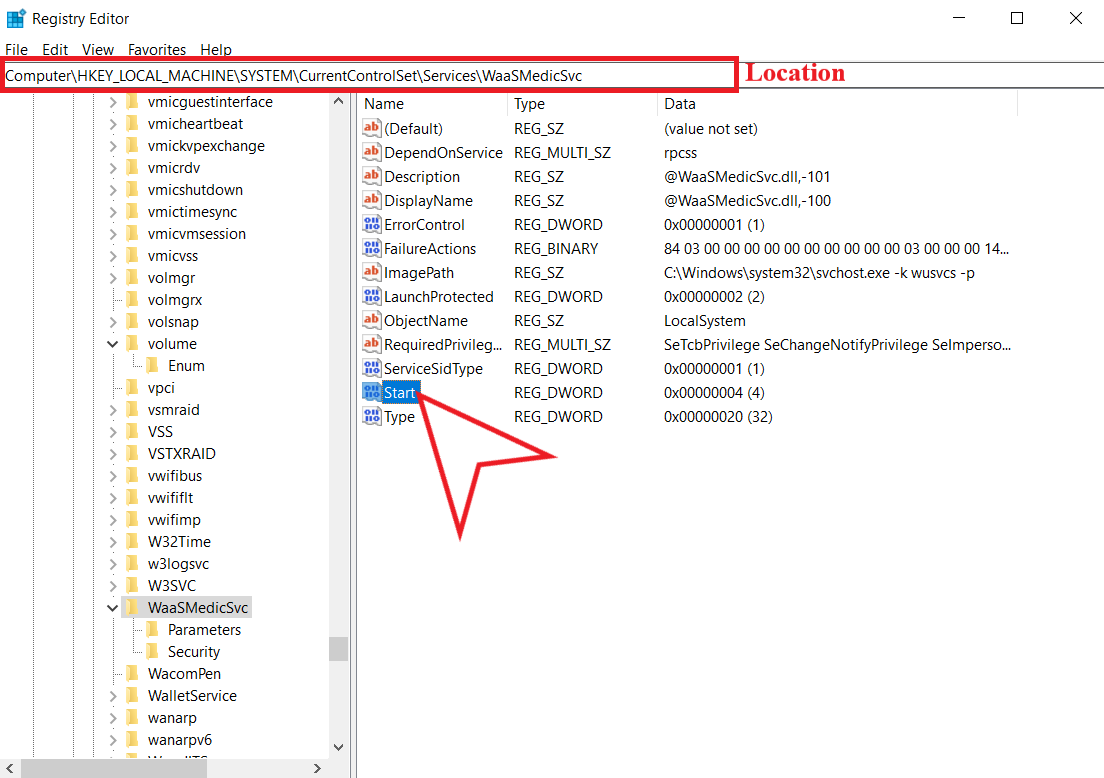 Registry Editor
File Edit View Favorites Help
Computer\HKEY_LOCAL_MACHINE\SYSTEM\CurrentControlSet\Services\WaaSMedicSvc
Location
vmicguestinterface
vmicheartbeat
vmickvpexchange
vmicrdv
vmicshutdown
vmictimesync
vmicvmsession
vmicvss
volmgr
volmgrx
volsnap
volume
Enum
vpci
vsmraid
VSS
VSTXRAID
vwifibus
vwififlt
vwifimp
W32Time
w3logsvc
W3SVC
WaaSMedicSvc
Parameters
Security
WacomPen
WalletService
wanarp
wanarpv6
Name Type Data
(Default) REG_SZ (value not set)
DependOnService REG_MULTI_SZ rpcss
Description REG_SZ @WaaSMedicSvc.dll,-101
DisplayName REG_SZ @WaaSMedicSvc.dll,-100
ErrorControl REG_DWORD 0x00000001 (1)
FailureActions REG_BINARY 84 03 00 00 00 00 00 00 00 00 00 00 03 00 00 00 14...
ImagePath REG_SZ C:\Windows\system32\svchost.exe -k wusvcs -p
LaunchProtected REG_DWORD 0x00000002 (2)
ObjectName REG_SZ LocalSystem
RequiredPrivileg... REG_MULTI_SZ SeTcbPrivilege SeChangeNotifyPrivilege SeImperso...
ServiceSidType REG_DWORD 0x00000001 (1)
Start REG_DWORD 0x00000004 (4)
Type REG_DWORD 0x00000020 (32)